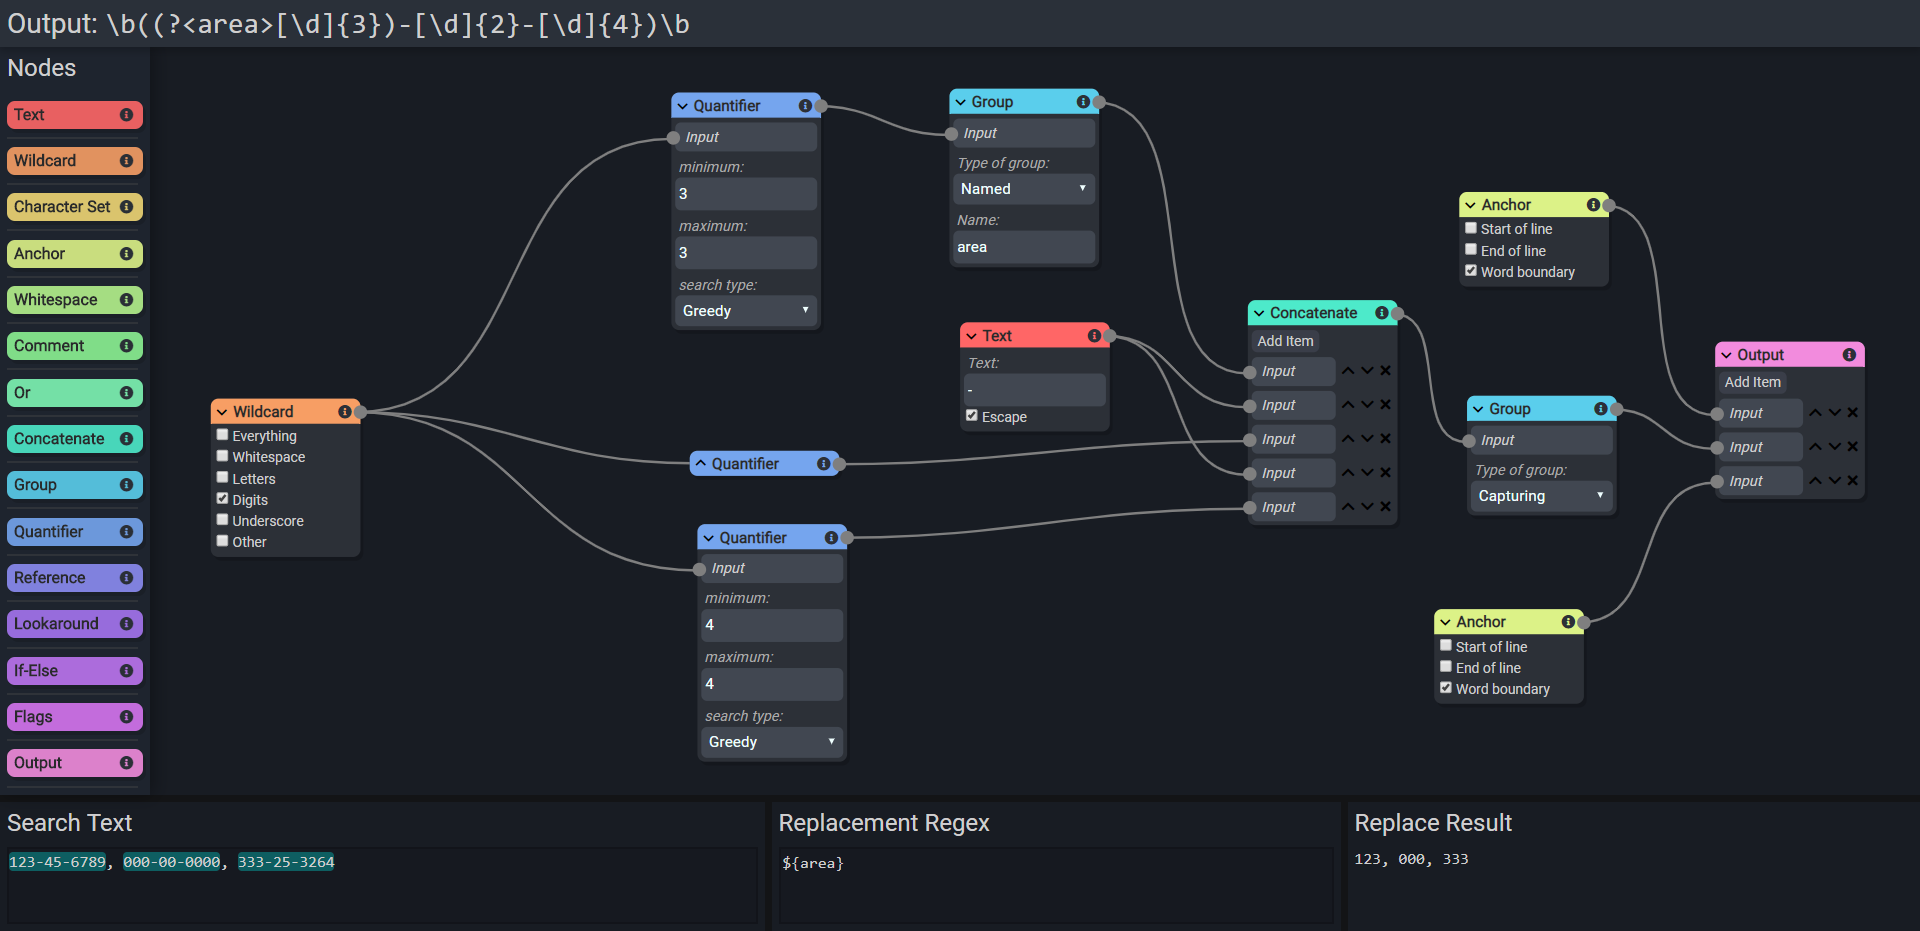 Output: \b((?<area>[\d]{3})-[\d]{2}-[\d]{4})\b
Nodes
Text
Wildcard
Character Set
Anchor
Whitespace
Comment
Or
Concatenate
Group
Quantifier
Reference
Lookaround
If-Else
Flags
Output
Wildcard
Everything
Whitespace
Letters
Digits
Underscore
Other
Quantifier
Input
minimum:
3
maximum:
3
search type:
Greedy
Quantifier
Quantifier
Input
minimum:
4
maximum:
4
search type:
Greedy
Group
Input
Type of group:
Named
Name:
area
Text
Text:
-
Escape
Concatenate
Add Item
Input
Input
Input
Input
Input
Anchor
Start of line
End of line
Word boundary
Group
Input
Type of group:
Capturing
Anchor
Start of line
End of line
Word boundary
Output
Add Item
Input
Input
Input
Search Text
123-45-6789, 000-00-0000, 333-25-3264
Replacement Regex
${area}
Replace Result
123, 000, 333